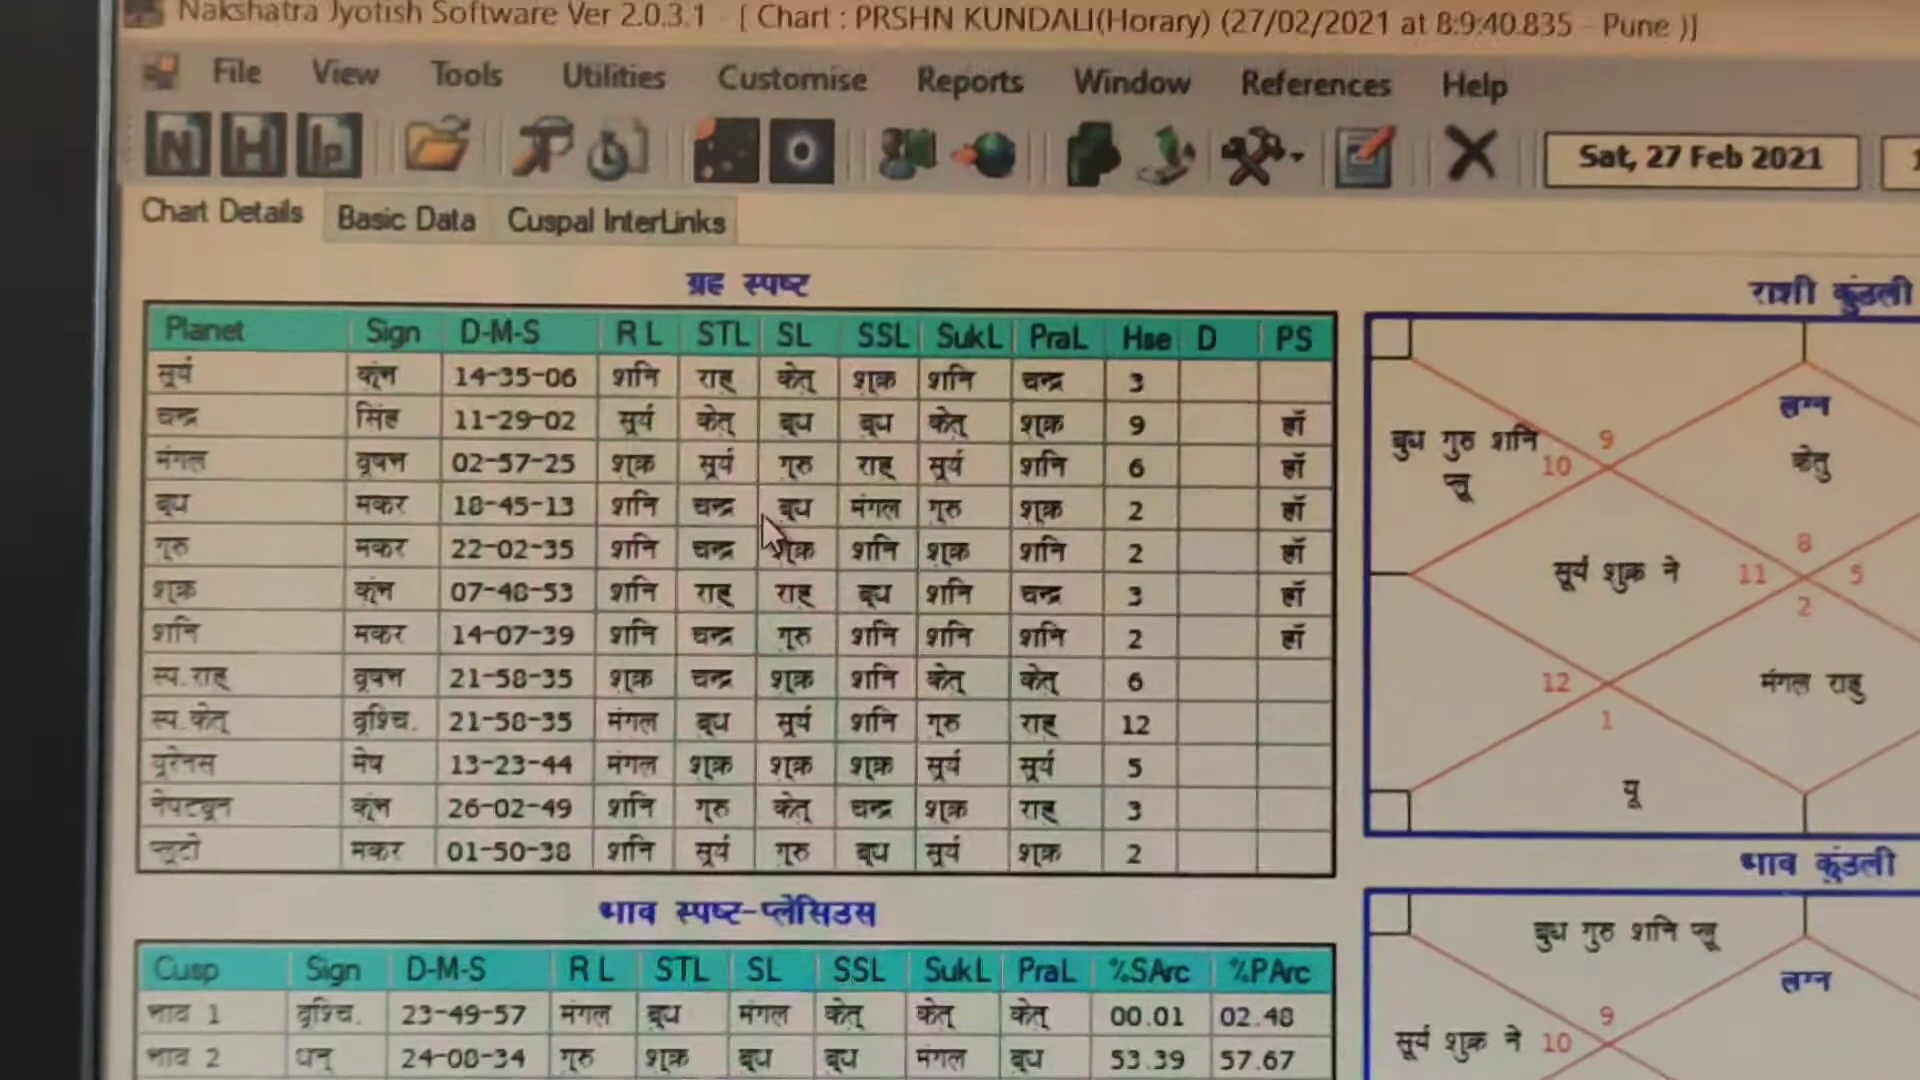 Nakshatra Jyotish Software Ver 2.0.3.1 [ Chart : PRSHN KUNDALI(Horary) (27/02/2021 at 8:9:40.835 - Pune )]
File View Tools Utilities Customise Reports Window References Help
N H Ip Sat, 27 Feb 2021
Chart Details Basic Data Cuspal InterLinks
ग्रह स्पष्ट
Planet Sign D-M-S R L STL SL SSL SukL PraL Hse D PS
सूर्य कुंभ 14-35-06 शनि राहू केतू शुक्र शनि चन्द्र 3
चन्द्र सिंह 11-29-02 सूर्य केतू बुध बुध केतू शुक्र 9 हॉ
मंगल वृषभ 02-57-25 शुक्र सूर्य गुरु राहू सूर्य शनि 6 हॉ
बुध मकर 18-45-13 शनि चन्द्र बुध मंगल गुरु शुक्र 2 हॉ
गुरु मकर 22-02-35 शनि चन्द्र शुक्र शनि शुक्र शनि 2 हॉ
शुक्र कुंभ 07-48-53 शनि राहू राहू बुध शनि चन्द्र 3 हॉ
शनि मकर 14-07-39 शनि चन्द्र गुरु शनि शनि शनि 2 हॉ
स्प.राहू वृषभ 21-58-35 शुक्र चन्द्र शुक्र शनि केतू केतू 6
स्प.केतू वृश्चि. 21-58-35 मंगल बुध सूर्य शनि गुरु राहू 12
यूरेनस मेष 13-23-44 मंगल शुक्र शुक्र शुक्र सूर्य सूर्य 5
नेपटयून कुंभ 26-02-49 शनि गुरु केतू चन्द्र शुक्र राहू 3
प्लूटो मकर 01-50-38 शनि सूर्य गुरु बुध सूर्य शुक्र 2
राशी कुंडली
लग्न
बुध गुरु शनि 9 केतु
प्लू 10
8
सूर्य शुक्र ने 11 5
2
12 मंगल राहु
1
यू
भाव स्पष्ट-प्लेसिडस
Cusp Sign D-M-S R L STL SL SSL SukL PraL %SArc %PArc
भाव 1 वृश्चि. 23-49-57 मंगल बुध मंगल केतू केतू केतू 00.01 02.48
भाव 2 धनू 24-08-34 गुरु शुक्र बुध बुध मंगल बुध 53.39 57.67
भाव कुंडली
बुध गुरु शनि प्लू
लग्न
9
सूर्य शुक्र ने 10